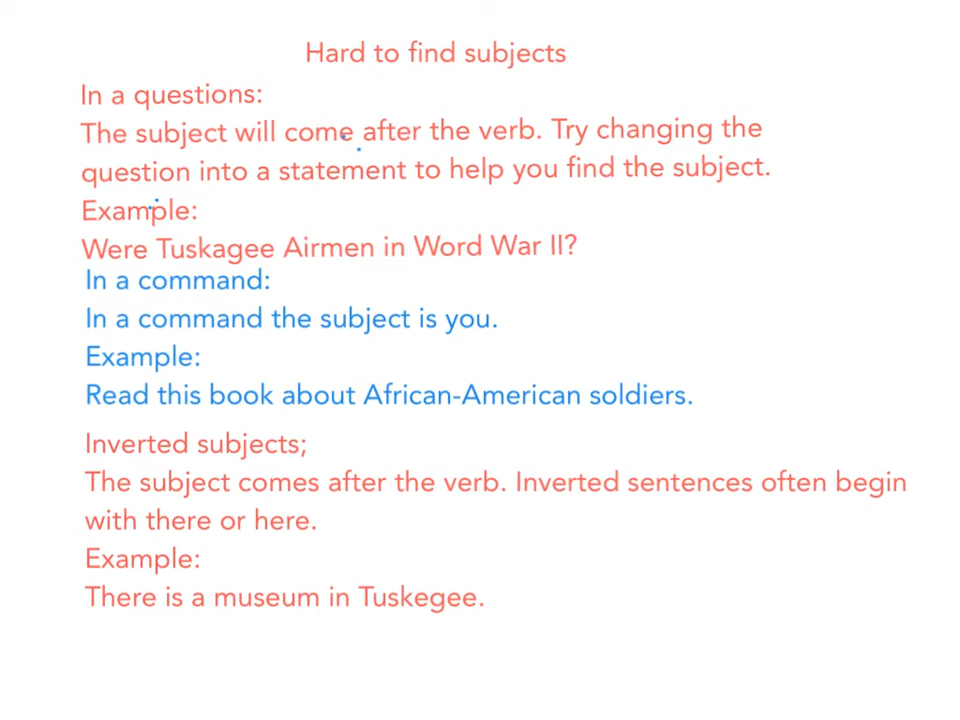 Hard to find subjects
In a questions:
The subject will come after the verb. Try changing the
question into a statement to help you find the subject.
Example:
Were Tuskagee Airmen in Word War II?
In a command:
In a command the subject is you.
Example:
Read this book about African-American soldiers.
Inverted subjects;
The subject comes after the verb. Inverted sentences often begin
with there or here.
Example:
There is a museum in Tuskegee.